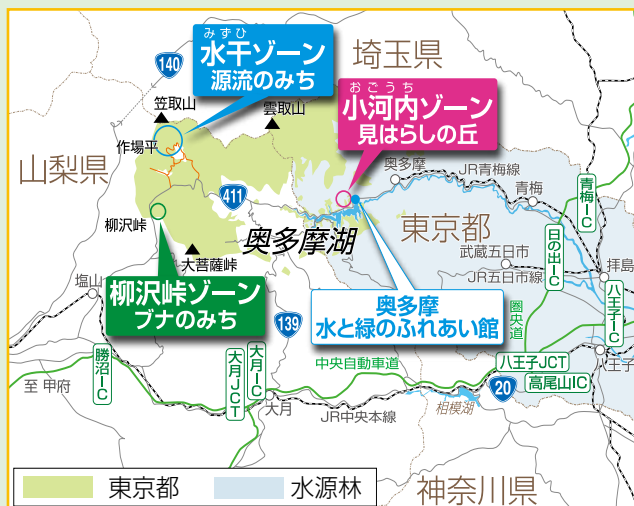 みずひ
水干ゾーン
源流のみち
埼玉県
140
おごうち
小河内ゾーン
見はらしの丘
笠取山
雲取山
作場平
山梨県
奥多摩
JR青梅線
411
青梅
青梅IC
柳沢峠
奥多摩湖
東京都
日の出IC
武蔵五日市
大菩薩峠
拝島
JR五日市線
塩山
柳沢峠ゾーン
ブナのみち
奥多摩
水と緑のふれあい館
圏央道
八王子IC
139
勝沼IC
大月JCT
大月IC
中央自動車道
八王子JCT
八王子
至 甲府
高尾山IC
20
大月
JR中央本線
相模湖
東京都
水源林
神奈川県